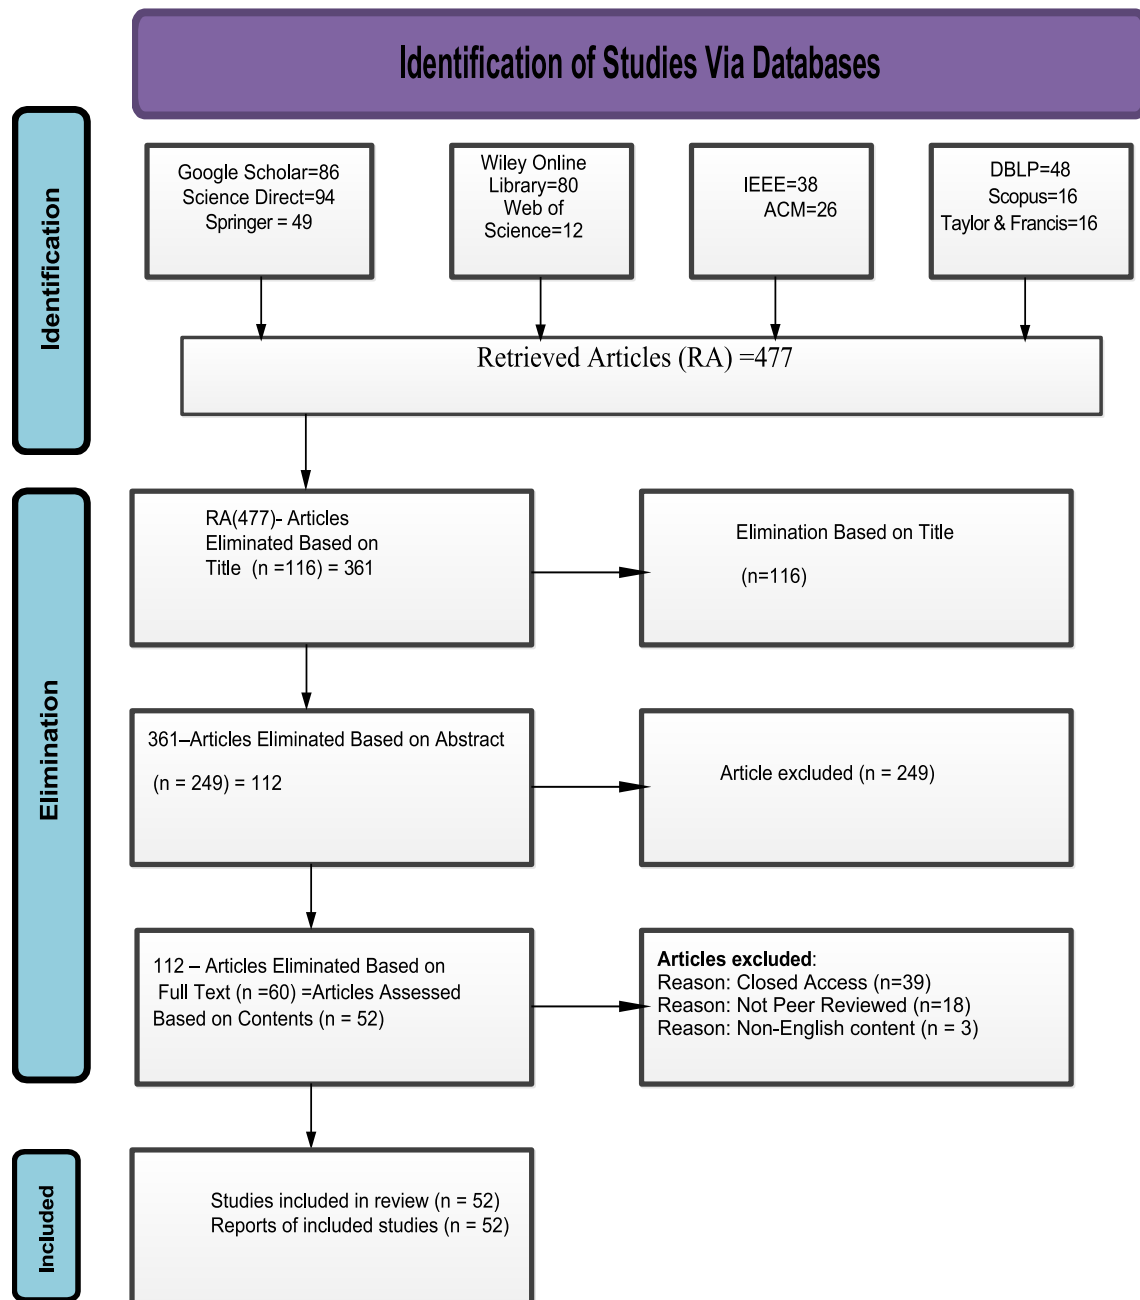 Identification of Studies Via Databases
Identification
Google Scholar=86
Science Direct=94
Springer = 49
Wiley Online
Library=80
Web of
Science=12
IEEE=38
ACM=26
DBLP=48
Scopus=16
Taylor & Francis=16
Retrieved Articles (RA) =477
Elimination
RA(477)- Articles
Eliminated Based on
Title (n =116) = 361
Elimination Based on Title
(n=116)
361–Articles Eliminated Based on Abstract
(n = 249) = 112
Article excluded (n = 249)
112 – Articles Eliminated Based on
Full Text (n =60) =Articles Assessed
Based on Contents (n = 52)
Articles excluded:
Reason: Closed Access (n=39)
Reason: Not Peer Reviewed (n=18)
Reason: Non-English content (n = 3)
Included
Studies included in review (n = 52)
Reports of included studies (n = 52)